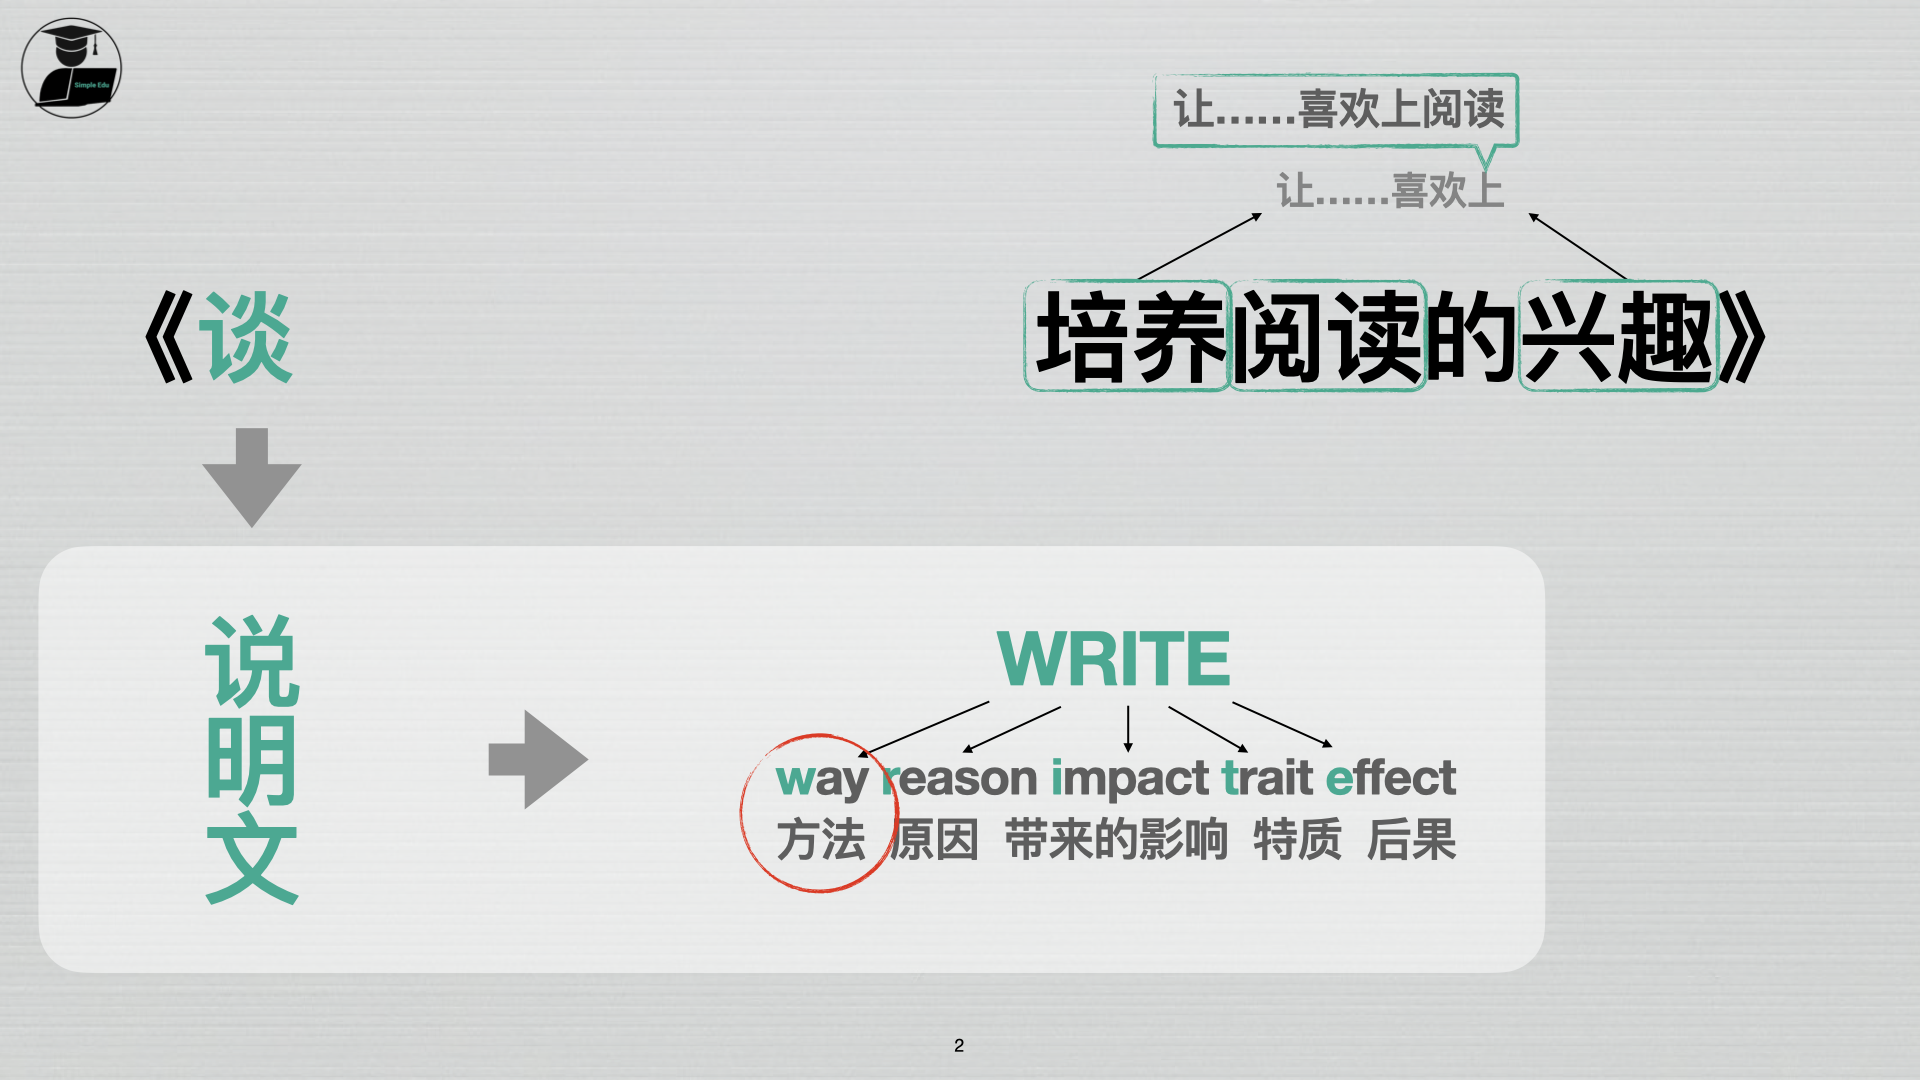 Simple Edu
让……喜欢上阅读
让……喜欢上
《谈 培养阅读的兴趣》
说明文
WRITE
way reason impact trait effect
方法 原因 带来的影响 特质 后果
2